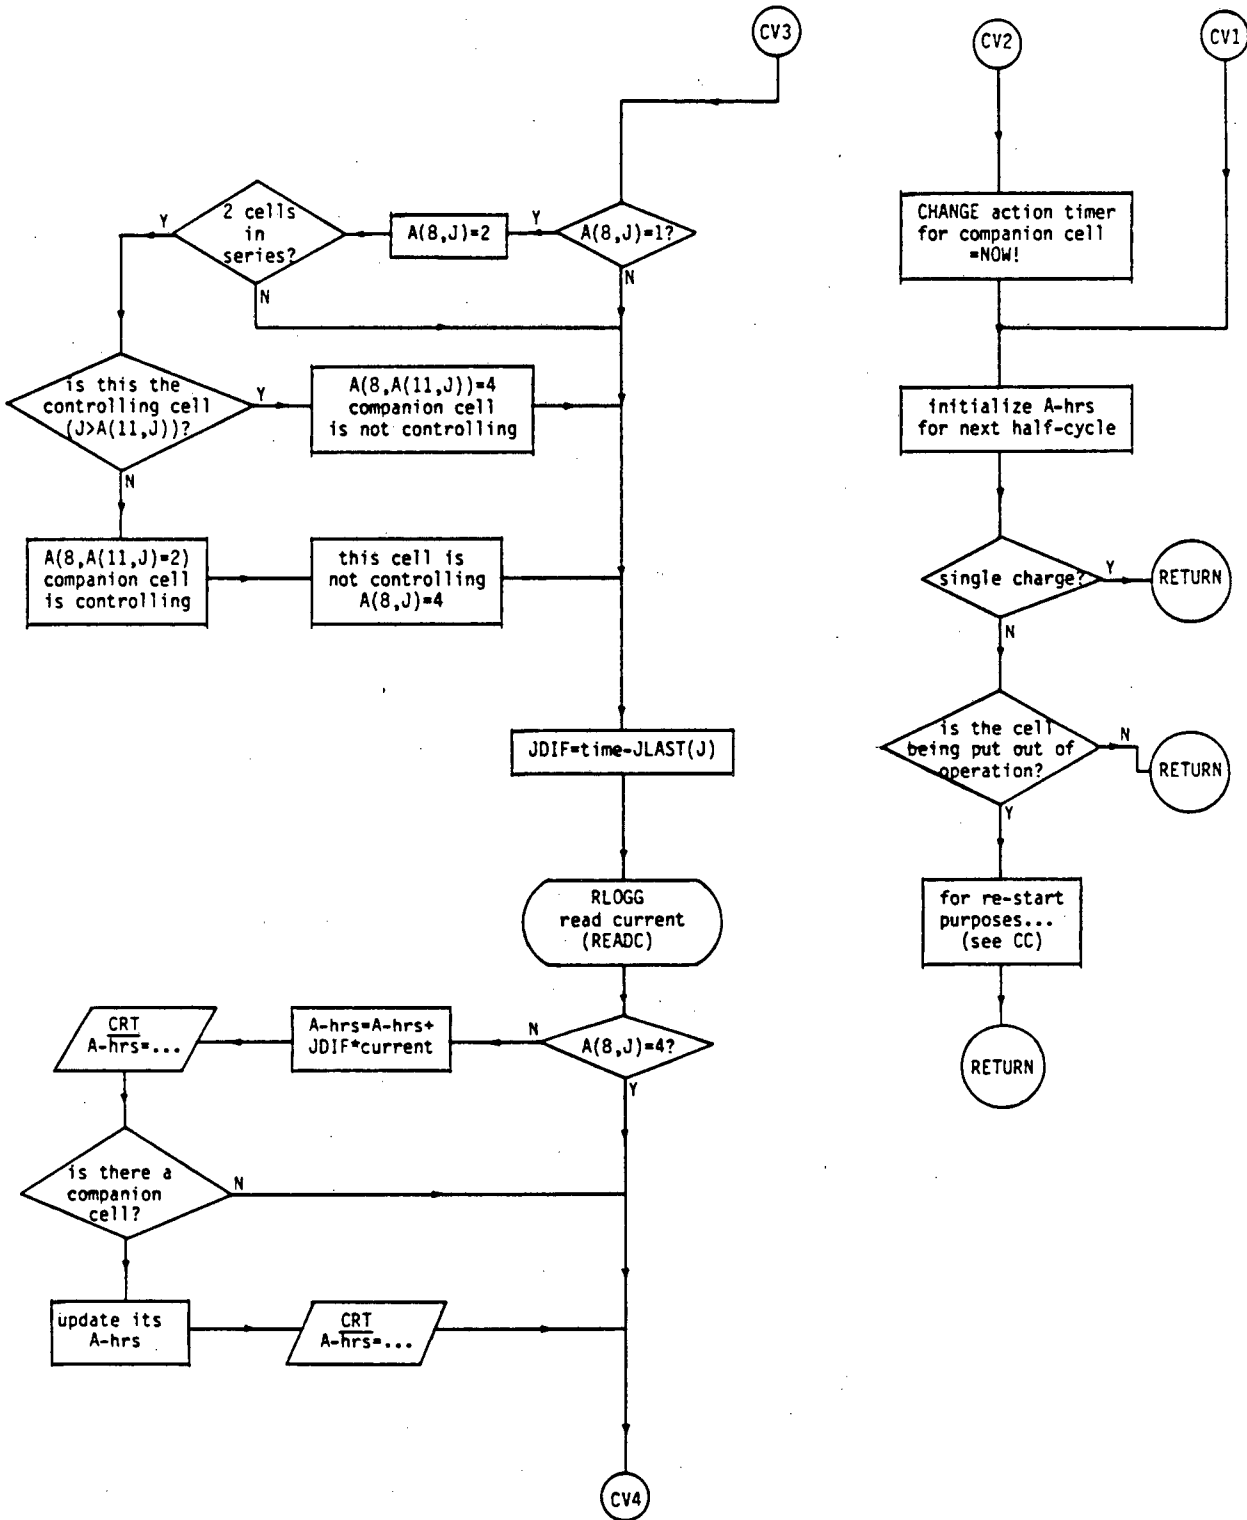 CV3
CV2
CV1
2 cells
in
series?
Y
A(8,J)=2
Y
A(8,J)=1?
N
N
CHANGE action timer
for companion cell
=NOW!
is this the
controlling cell
(J>A(11,J))?
Y
A(8,A(11,J))=4
companion cell
is not controlling
N
initialize A-hrs
for next half-cycle
A(8,A(11,J)=2)
companion cell
is controlling
this cell is
not controlling
A(8,J)=4
single charge?
Y
RETURN
N
JDIF=time-JLAST(J)
is the cell
being put out of
operation?
N
RETURN
Y
RLOGG
read current
(READC)
for re-start
purposes...
(see CC)
CRT
A-hrs=...
A-hrs=A-hrs+
JDIF*current
N
A(8,J)=4?
Y
RETURN
is there a
companion
cell?
N
update its
A-hrs
CRT
A-hrs=...
CV4